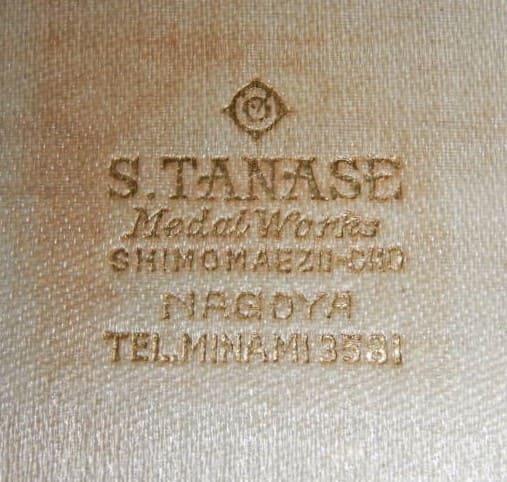 S.TANASE
Medal Works
SHIMOMAEZU-CHO
NAGOYA
TEL.MINAMI 3581